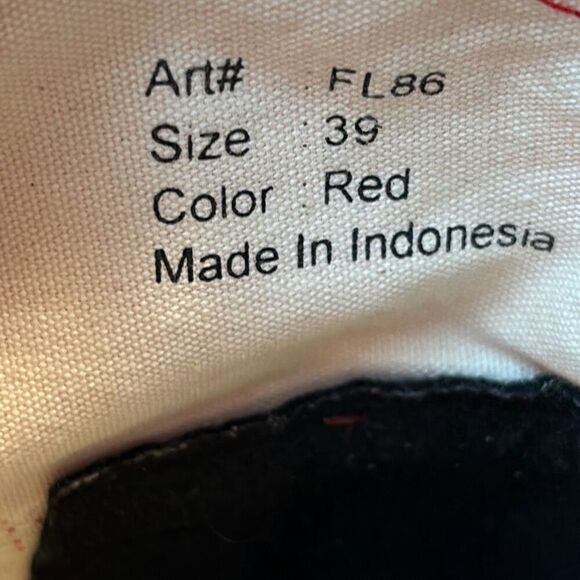 Art# : FL86
Size : 39
Color : Red
Made In Indonesia